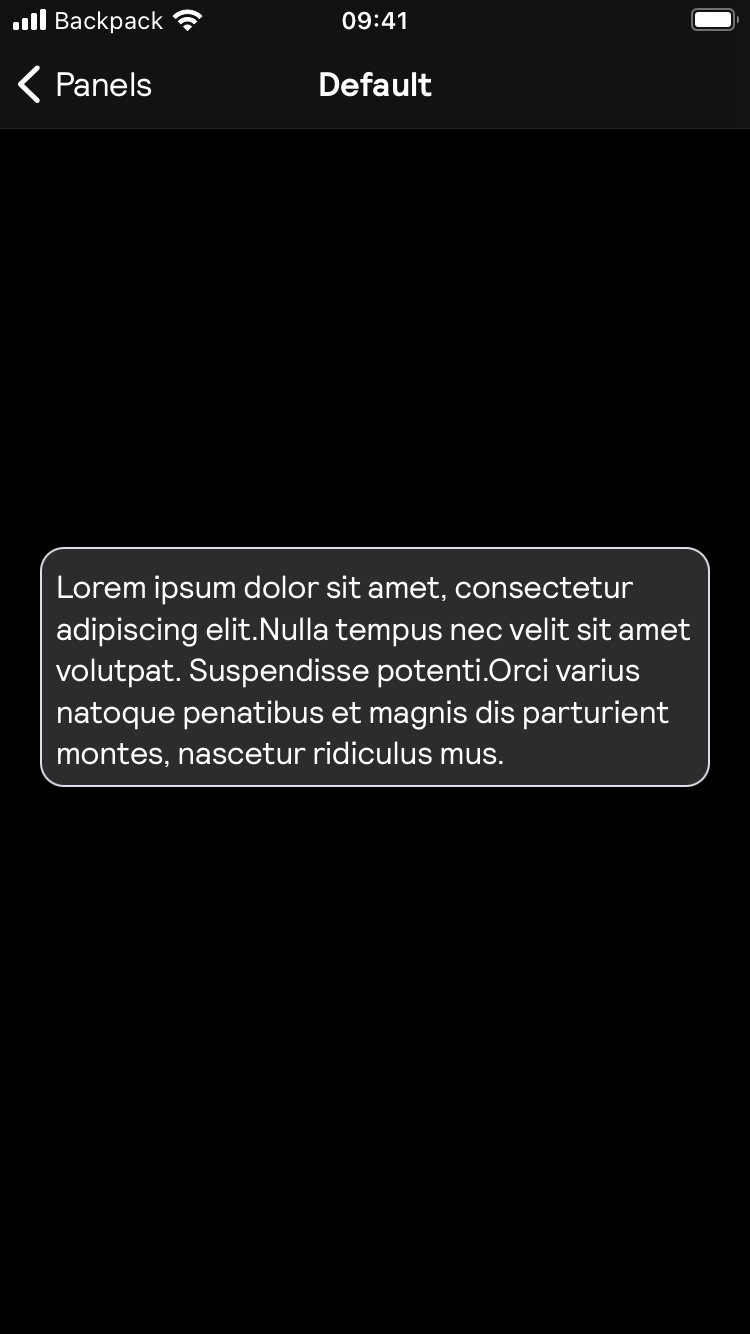 Backpack 09:41
Panels Default
Lorem ipsum dolor sit amet, consectetur
adipiscing elit.Nulla tempus nec velit sit amet
volutpat. Suspendisse potenti.Orci varius
natoque penatibus et magnis dis parturient
montes, nascetur ridiculus mus.